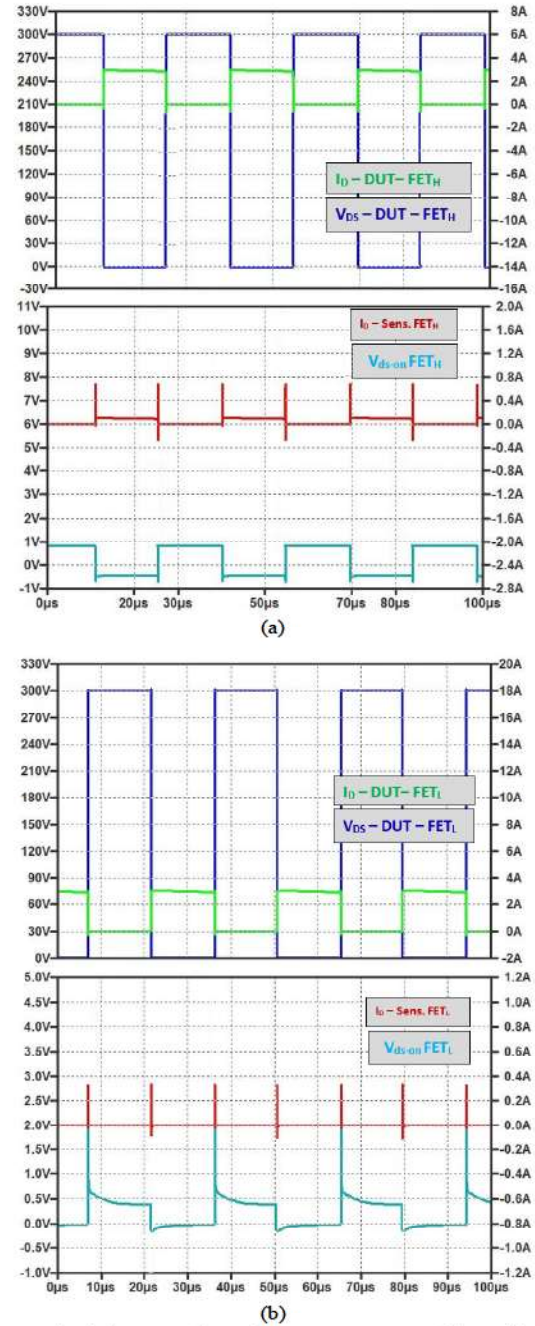 330V 8A
300V 6A
270V 4A
240V 2A
210V 0A
180V -2A
150V -4A
120V -6A
90V -8A
60V -10A
30V -12A
0V -14A
-30V -16A
ID – DUT – FETH
VDS – DUT – FETH
11V 2.0A
10V 1.6A
9V 1.2A
8V 0.8A
7V 0.4A
6V 0.0A
5V -0.4A
4V -0.8A
3V -1.2A
2V -1.6A
1V -2.0A
0V -2.4A
-1V -2.8A
ID – Sens. FETH
Vds-on FETH
0µs 20µs 30µs 50µs 70µs 80µs 100µs
(a)
330V 20A
300V 18A
270V 16A
240V 14A
210V 12A
180V 10A
150V 8A
120V 6A
90V 4A
60V 2A
30V 0A
0V -2A
ID – DUT – FETL
VDS – DUT – FETL
5.0V 1.2A
4.5V 1.0A
4.0V 0.8A
3.5V 0.6A
3.0V 0.4A
2.5V 0.2A
2.0V 0.0A
1.5V -0.2A
1.0V -0.4A
0.5V -0.6A
0.0V -0.8A
-0.5V -1.0A
-1.0V -1.2A
ID – Sens. FETL
Vds-on FETL
0µs 10µs 20µs 30µs 40µs 50µs 60µs 70µs 80µs 90µs 100µs
(b)